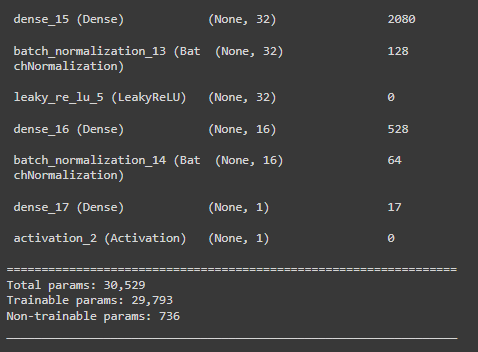 dense_15 (Dense) (None, 32) 2080
batch_normalization_13 (Bat (None, 32) 128
chNormalization)
leaky_re_lu_5 (LeakyReLU) (None, 32) 0
dense_16 (Dense) (None, 16) 528
batch_normalization_14 (Bat (None, 16) 64
chNormalization)
dense_17 (Dense) (None, 1) 17
activation_2 (Activation) (None, 1) 0
=================================================================
Total params: 30,529
Trainable params: 29,793
Non-trainable params: 736
_________________________________________________________________